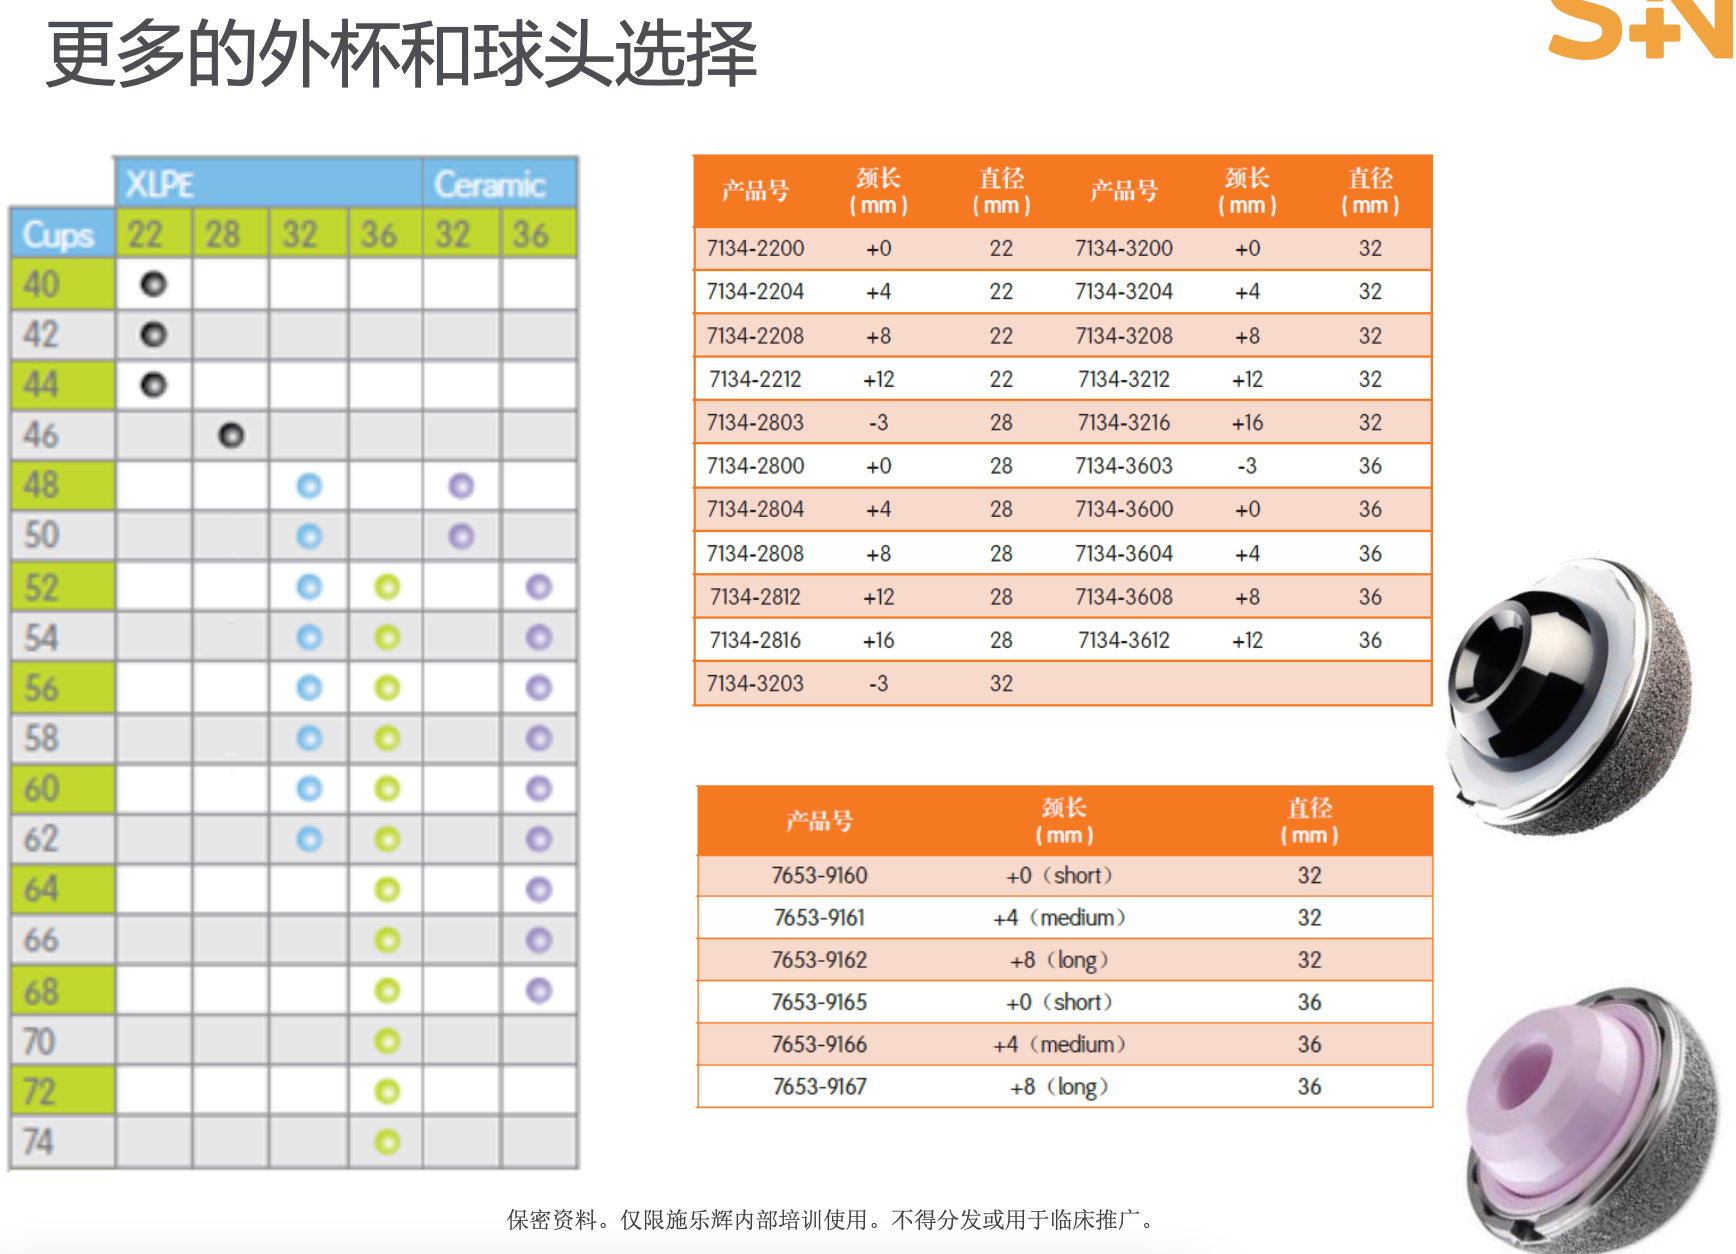 更多的外杯和球头选择
S+N
XLPE Ceramic
Cups 22 28 32 36 32 36
40
42
44
46
48
50
52
54
56
58
60
62
64
66
68
70
72
74
产品号 颈长 (mm) 直径 (mm) 产品号 颈长 (mm) 直径 (mm)
7134-2200 +0 22 7134-3200 +0 32
7134-2204 +4 22 7134-3204 +4 32
7134-2208 +8 22 7134-3208 +8 32
7134-2212 +12 22 7134-3212 +12 32
7134-2803 -3 28 7134-3216 +16 32
7134-2800 +0 28 7134-3603 -3 36
7134-2804 +4 28 7134-3600 +0 36
7134-2808 +8 28 7134-3604 +4 36
7134-2812 +12 28 7134-3608 +8 36
7134-2816 +16 28 7134-3612 +12 36
7134-3203 -3 32
产品号 颈长 (mm) 直径 (mm)
7653-9160 +0（short） 32
7653-9161 +4（medium） 32
7653-9162 +8（long） 32
7653-9165 +0（short） 36
7653-9166 +4（medium） 36
7653-9167 +8（long） 36
保密资料。仅限施乐辉内部培训使用。不得分发或用于临床推广。